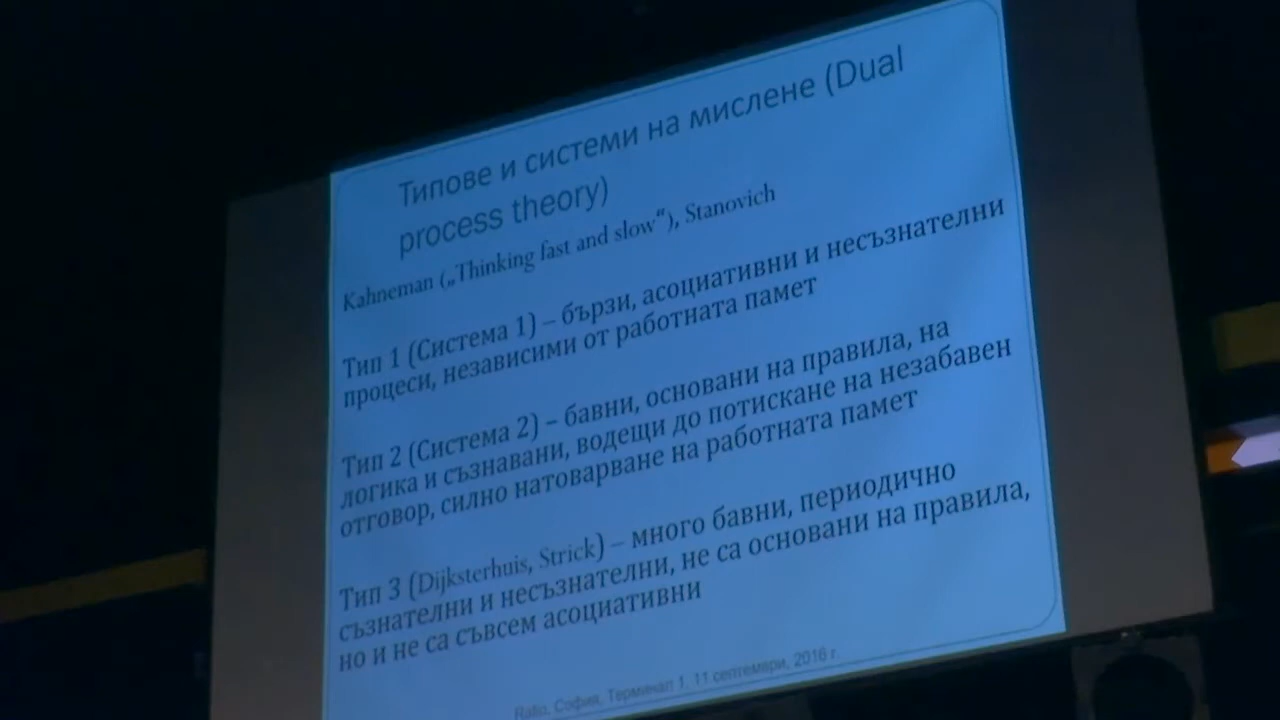 Типове и системи на мислене (Dual
process theory)
Kahneman („Thinking fast and slow“), Stanovich
Тип 1 (Система 1) – бързи, асоциативни и несъзнателни
процеси, независими от работната памет
Тип 2 (Система 2) – бавни, основани на правила, на
логика и съзнавани, водещи до потискане на незабавен
отговор, силно натоварване на работната памет
Тип 3 (Dijksterhuis, Strick) – много бавни, периодично
съзнателни и несъзнателни, не са основани на правила,
но и не са съвсем асоциативни
Ratio, София, Терминал 1, 11 септември, 2016 г.